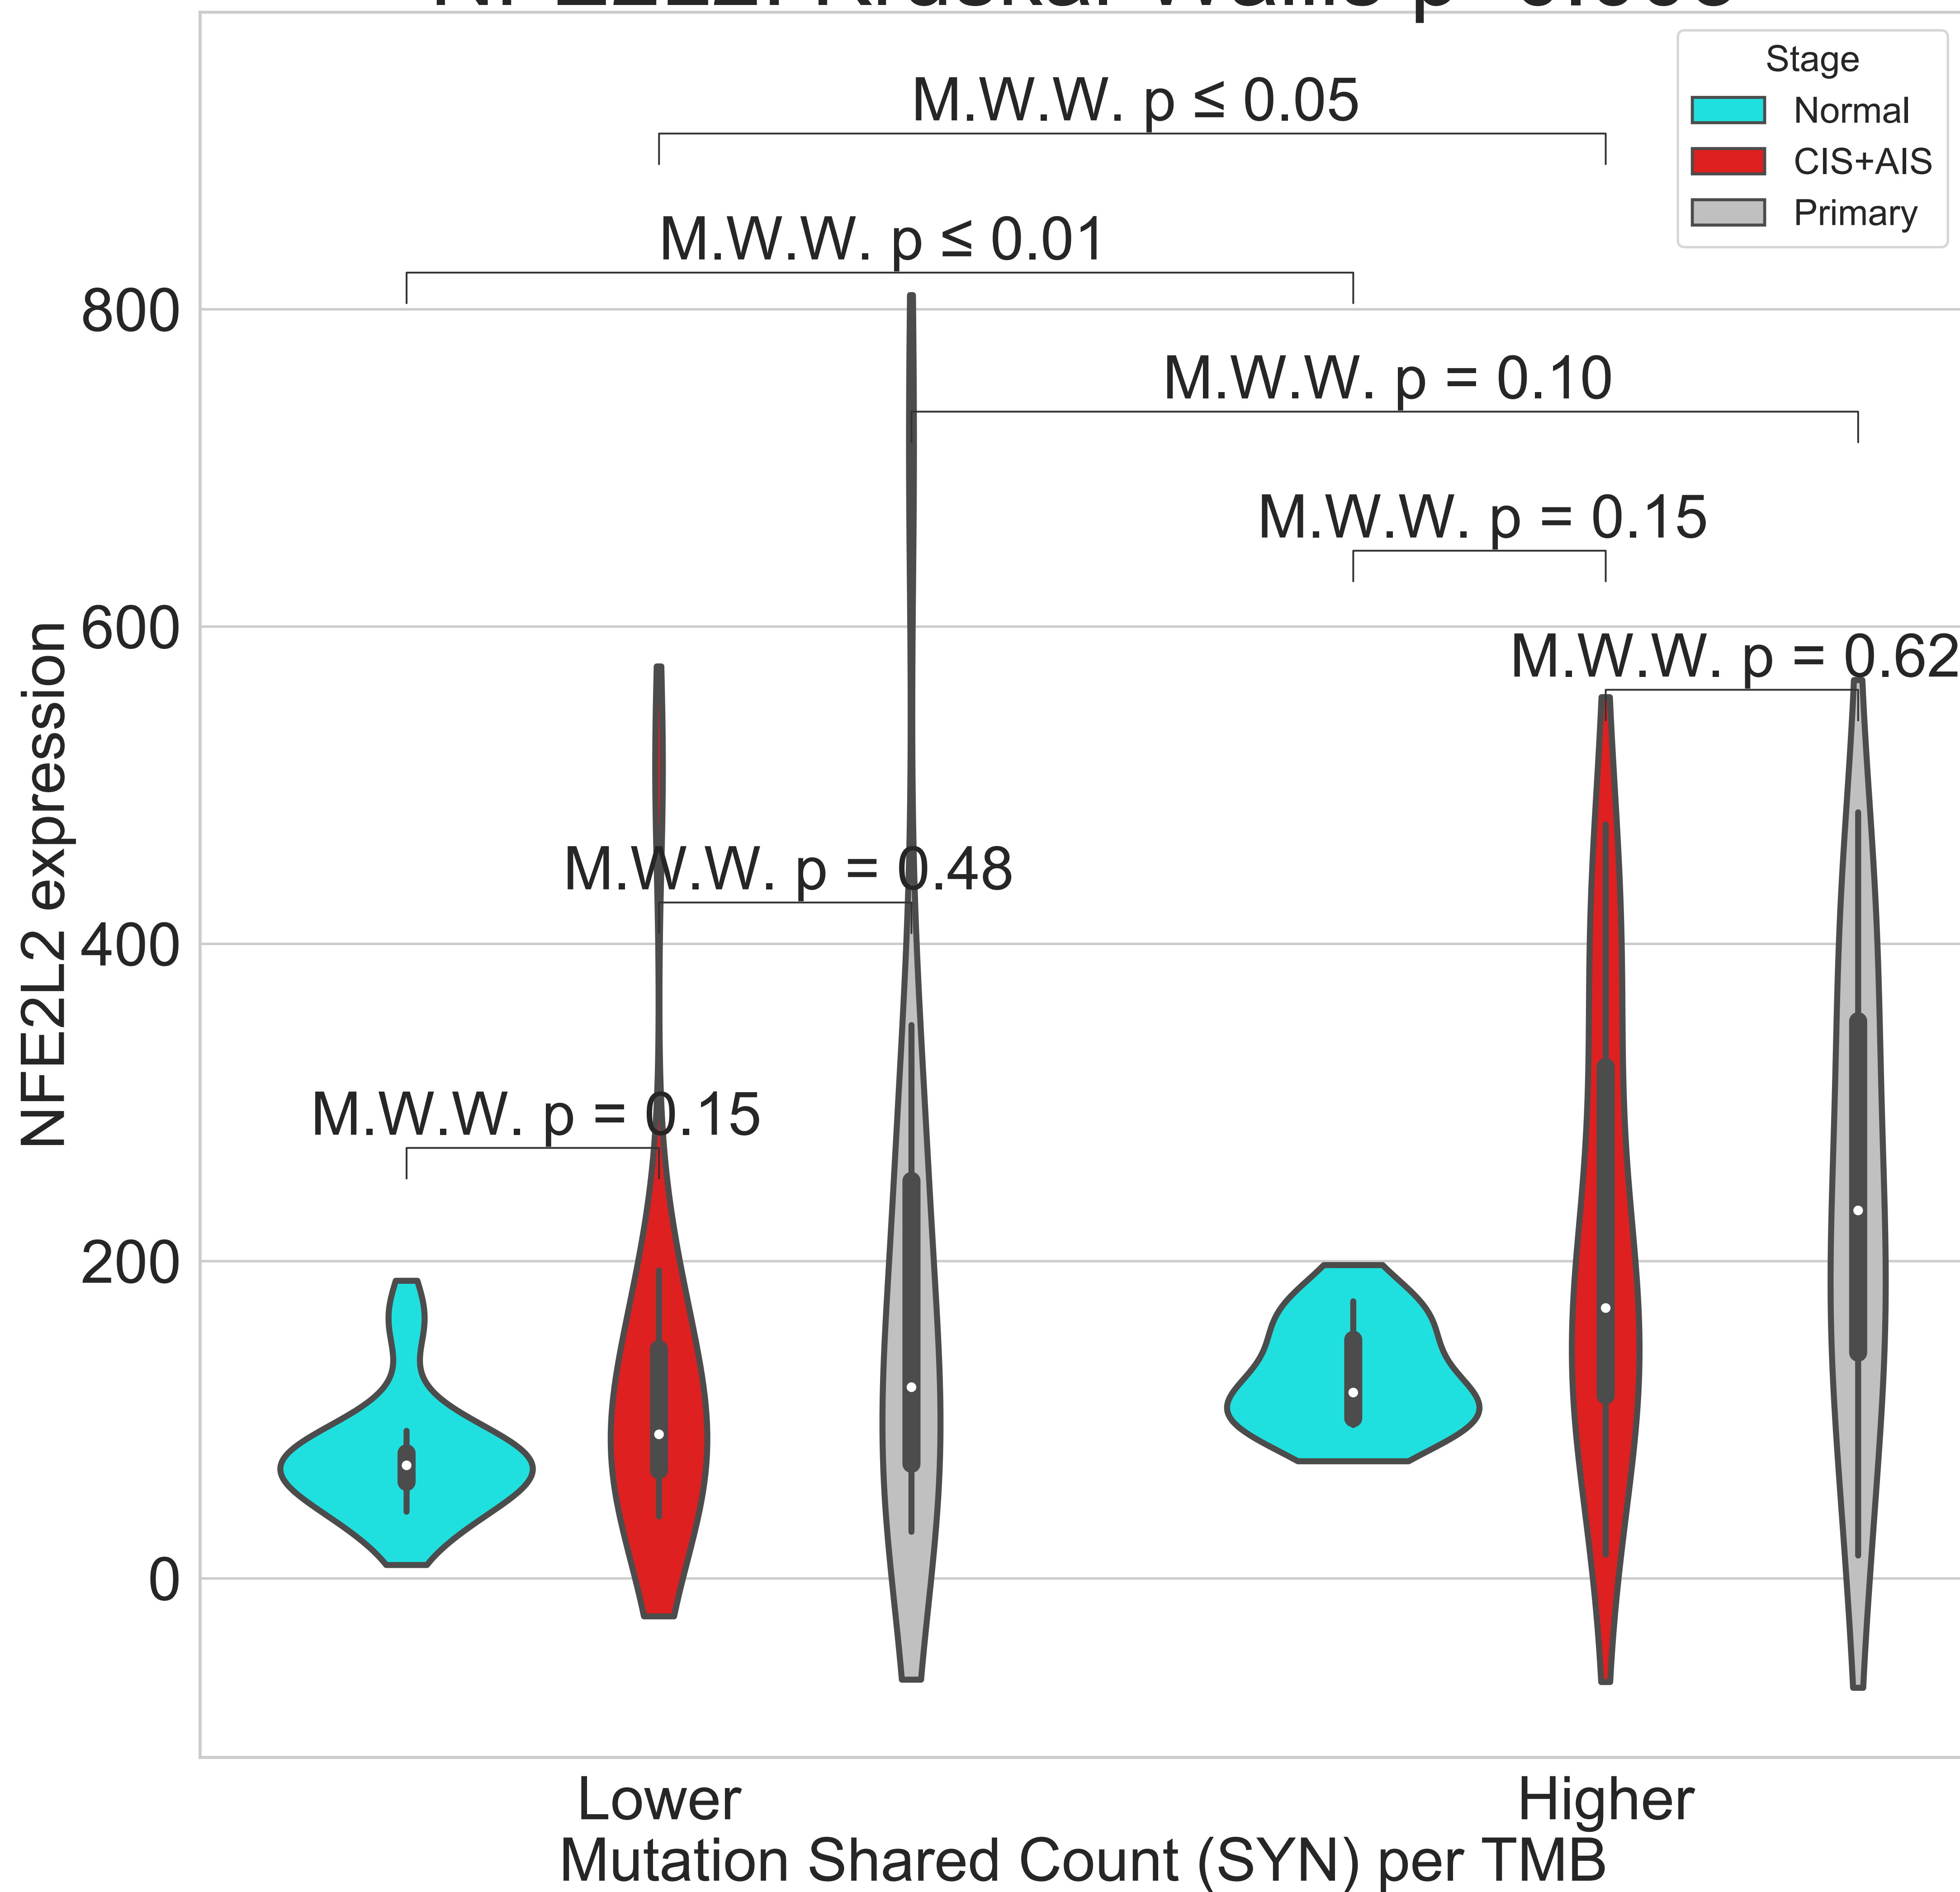 Stage
Normal
CIS+AIS
Primary
M.W.W. p ≤ 0.05
M.W.W. p ≤ 0.01
M.W.W. p = 0.10
M.W.W. p = 0.15
M.W.W. p = 0.62
M.W.W. p = 0.48
M.W.W. p = 0.15
NFE2L2 expression
800
600
400
200
0
Lower
Higher
Mutation Shared Count (SYN) per TMB